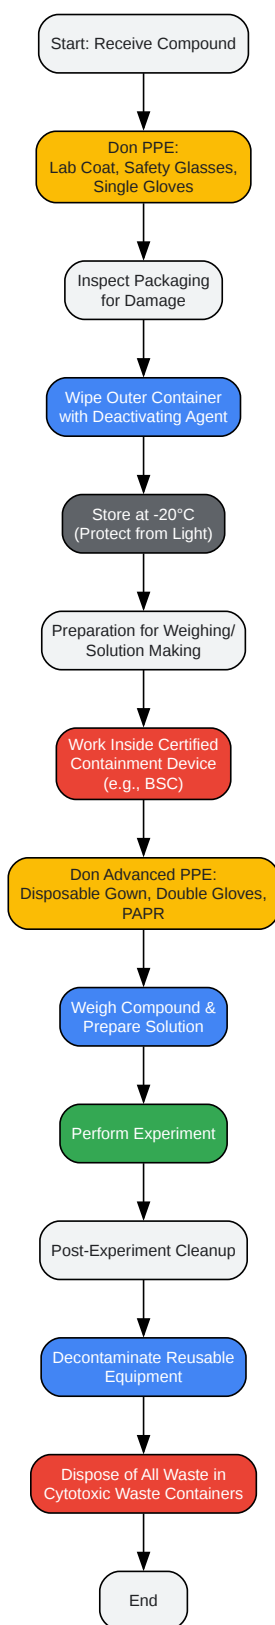 Start: Receive Compound
Don PPE:
Lab Coat, Safety Glasses,
Single Gloves
Inspect Packaging
for Damage
Wipe Outer Container
with Deactivating Agent
Store at -20°C
(Protect from Light)
Preparation for Weighing/
Solution Making
Work Inside Certified
Containment Device
(e.g., BSC)
Don Advanced PPE:
Disposable Gown, Double Gloves,
PAPR
Weigh Compound &
Prepare Solution
Perform Experiment
Post-Experiment Cleanup
Decontaminate Reusable
Equipment
Dispose of All Waste in
Cytotoxic Waste Containers
End